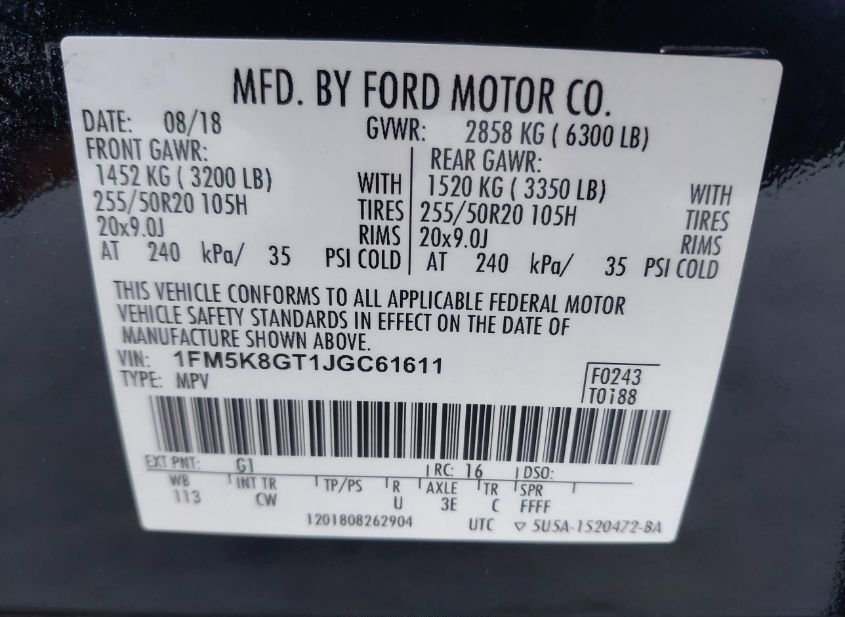 MFD. BY FORD MOTOR CO.
DATE: 08/18 GVWR: 2858 KG ( 6300 LB)
FRONT GAWR: REAR GAWR:
1452 KG ( 3200 LB) WITH 1520 KG ( 3350 LB) WITH
255/50R20 105H TIRES 255/50R20 105H TIRES
20x9.0J RIMS 20x9.0J RIMS
AT 240 kPa/ 35 PSI COLD AT 240 kPa/ 35 PSI COLD
THIS VEHICLE CONFORMS TO ALL APPLICABLE FEDERAL MOTOR
VEHICLE SAFETY STANDARDS IN EFFECT ON THE DATE OF
MANUFACTURE SHOWN ABOVE.
VIN: 1FM5K8GT1JGC61611
TYPE: MPV
F0243
T0188
EXT PNT: G1 RC: 16 DSO:
WB INT TR TP/PS R AXLE TR SPR
113 CW U 3E C FFFF
1201808262904 UTC ▽ 5U5A-1520472-BA